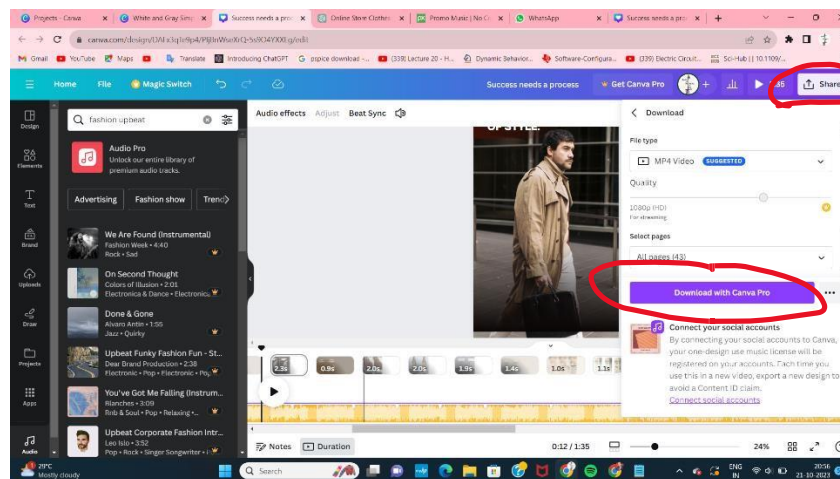 Projects - Canva
White and Gray Simp
Success needs a proc
Online Store Clothes
Promo Music | No C
WhatsApp
Success needs a proc
Gmail
YouTube
Maps
Translate
Introducing ChatGPT
pspice download -...
(339) Lecture 20 - H...
Dynamic Behavior...
Software-Configura...
(339) Electric Circuit...
Sci-Hub | | 10.1109/...
Home
File
Magic Switch
Success needs a process
Get Canva Pro
Share
Design
Elements
Text
Brand
Uploads
Draw
Projects
Apps
Audio
fashion upbeat
Audio Pro
Unlock our entire library of
premium audio tracks.
Advertising
Fashion show
Trend
We Are Found (Instrumental)
Fashion Week • 4:40
Rock • Sad
On Second Thought
Colors of Illusion • 2:01
Electronica & Dance • Electronic,
Done & Gone
Alvaro Antin • 1:55
Jazz • Quirky
Upbeat Funky Fashion Fun - St...
Dear Brand Production • 2:38
Electronic • Pop • Electronic • Pop
You've Got Me Falling (Instrum...
Blanches • 3:09
Rnb & Soul • Pop • Relaxing •...
Upbeat Corporate Fashion Intr...
Leo Islo • 3:52
Pop • Rock • Singer Songwriter •
Audio effects
Adjust
Beat Sync
OF STYLE.
2.3s
0.9s
2.0s
2.0s
1.9s
1.4s
1.0s
1.1s
Notes
Duration
0:12 / 1:35
24%
Download
File type
MP4 Video
SUGGESTED
Quality
1080p (HD)
For streaming
Select pages
All pages (43)
Download with Canva Pro
Connect your social accounts
By connecting your social accounts to Canva,
your one-design use music license will be
registered on your accounts. Each time you
use this in a new video, export a new design to
avoid a Content ID claim.
Connect social accounts
29°C
Mostly cloudy
Search
ENG
IN
20:56
21-10-2023